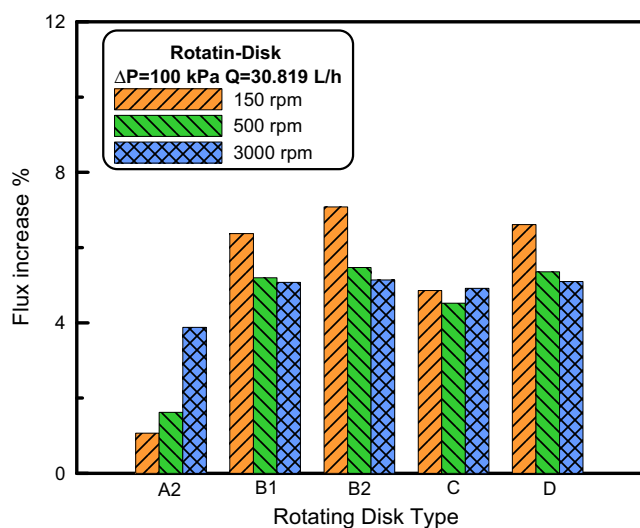 12
Rotatin-Disk
ΔP=100 kPa Q=30.819 L/h
150 rpm
500 rpm
3000 rpm
8
Flux increase %
4
0
A2 B1 B2 C D
Rotating Disk Type